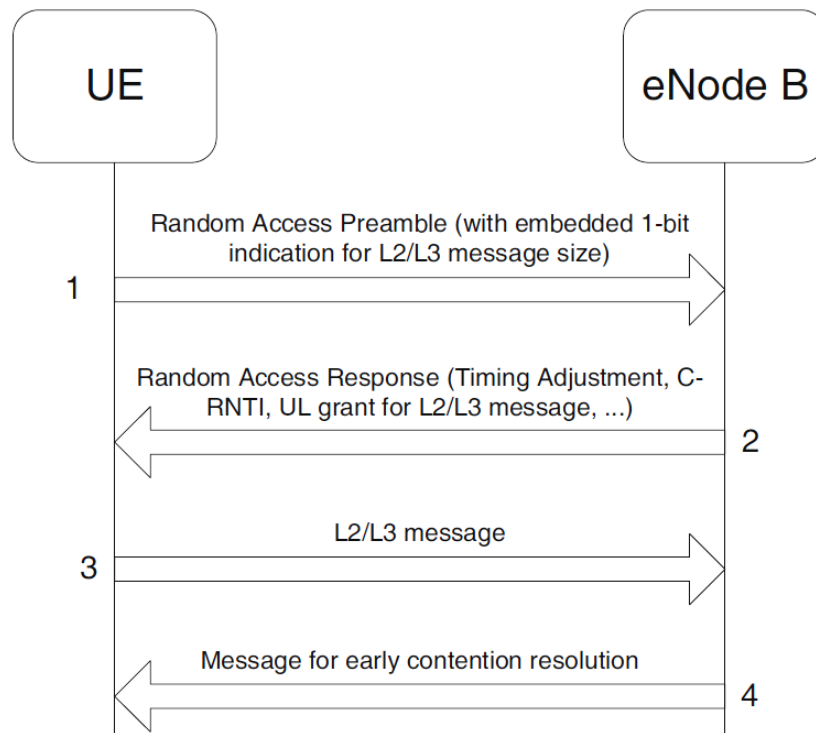 UE
eNode B
Random Access Preamble (with embedded 1-bit
indication for L2/L3 message size)
1
Random Access Response (Timing Adjustment, C-
RNTI, UL grant for L2/L3 message, ...)
2
L2/L3 message
3
Message for early contention resolution
4